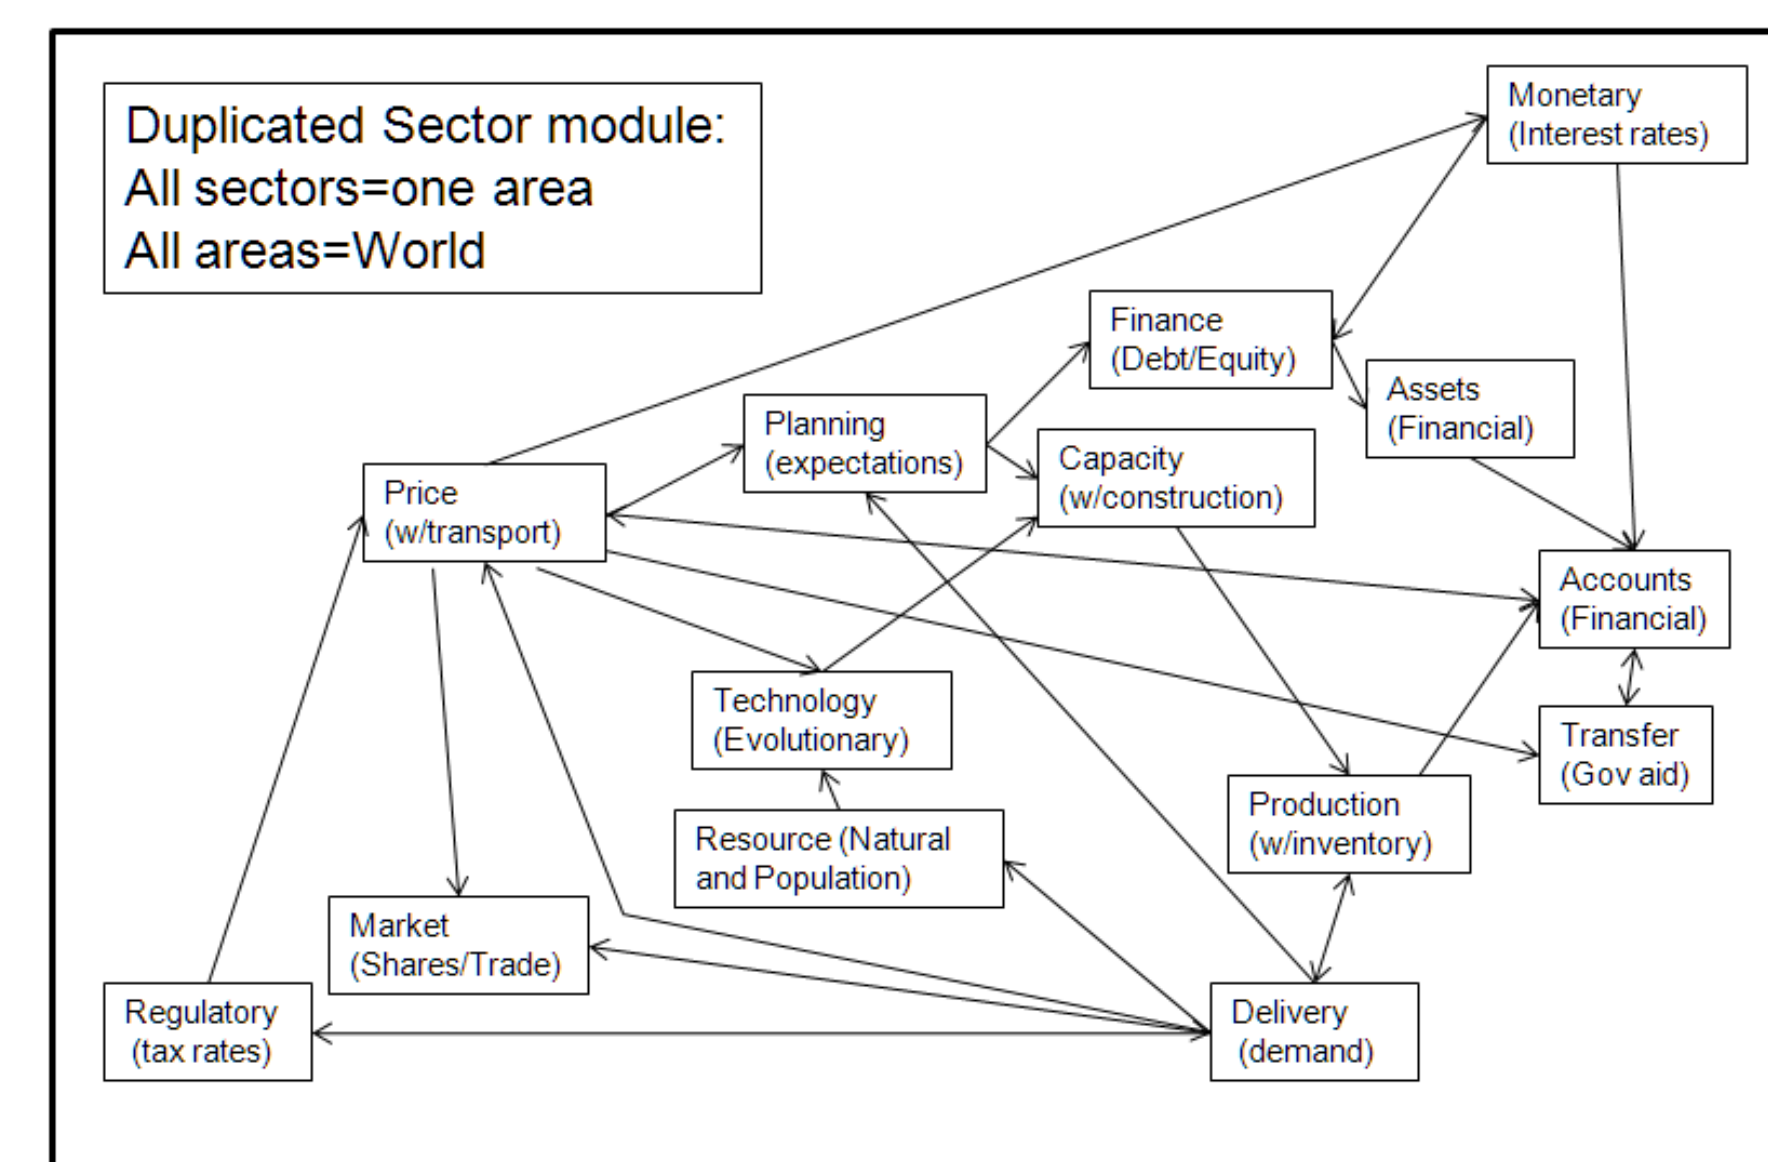 Duplicated Sector module:
All sectors=one area
All areas=World
Monetary
(Interest rates)
Finance
(Debt/Equity)
Assets
(Financial)
Planning
(expectations)
Capacity
(w/construction)
Price
(w/transport)
Accounts
(Financial)
Technology
(Evolutionary)
Transfer
(Gov aid)
Production
(w/inventory)
Resource (Natural
and Population)
Market
(Shares/Trade)
Regulatory
(tax rates)
Delivery
(demand)